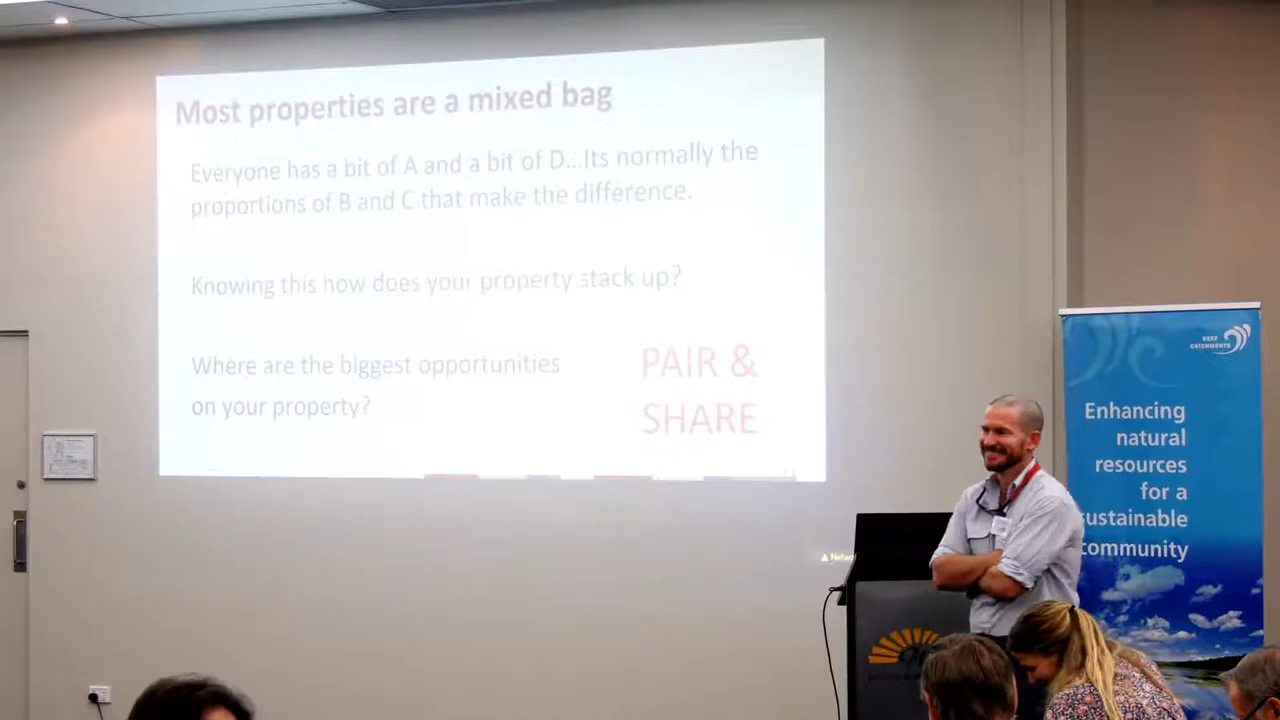 Most properties are a mixed bag
Everyone has a bit of A and a bit of D...Its normally the
proportions of B and C that make the difference.
Knowing this how does your property stack up?
Where are the biggest opportunities
on your property?
PAIR &
SHARE
REEF
CATCHMENTS
Enhancing
natural
resources
for a
sustainable
community